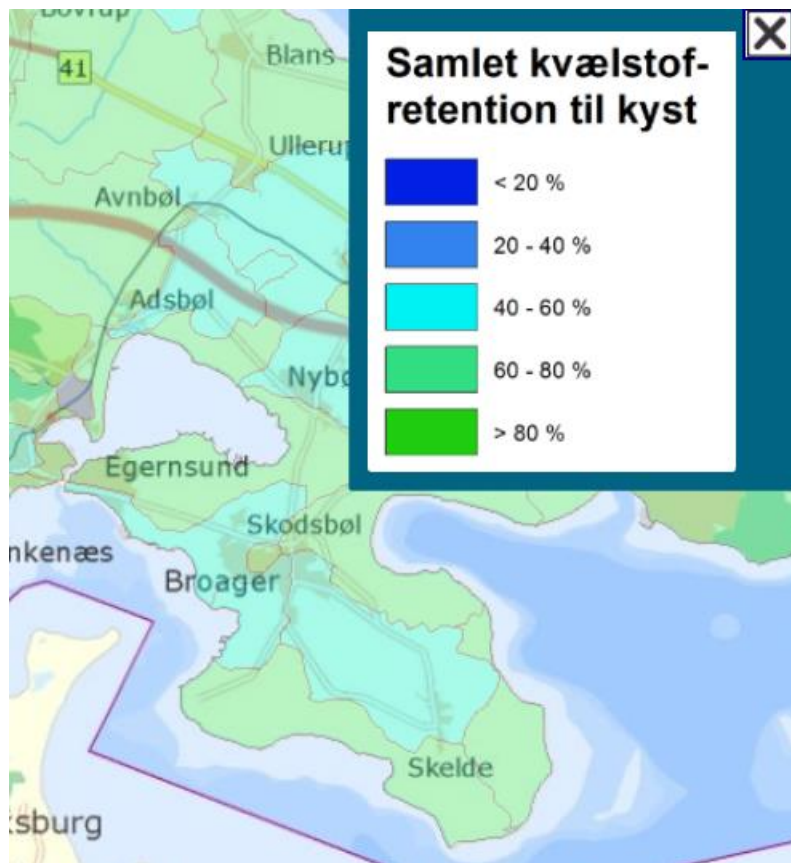 Bovrup
41
Blans
Ullerup
Avnbøl
Adsbøl
Nybø
Egernsund
Skodsbøl
nkenæs
Broager
Skelde
ksburg
Samlet kvælstof-
retention til kyst
< 20 %
20 - 40 %
40 - 60 %
60 - 80 %
> 80 %